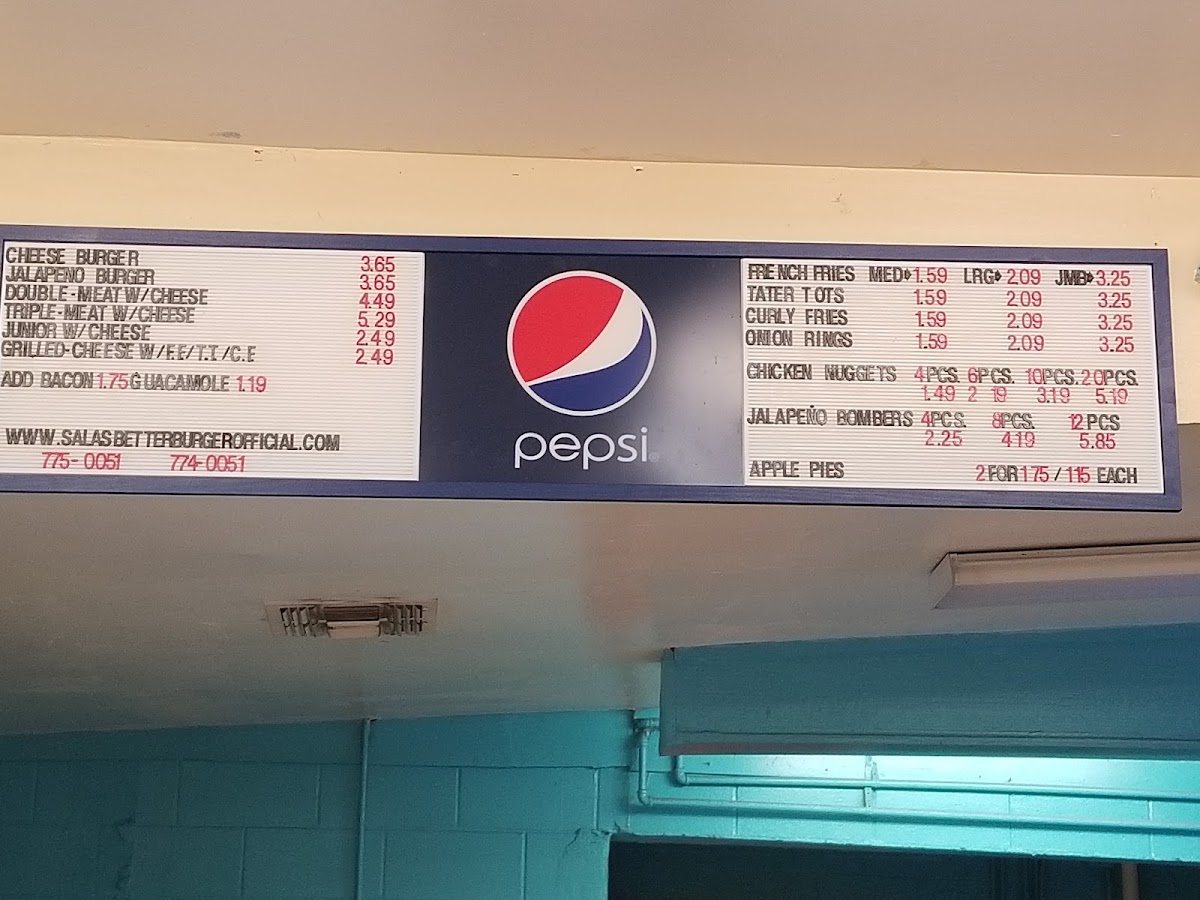 CHEESE BURGER 3.65
JALAPENO BURGER 3.65
DOUBLE-MEAT W/CHEESE 4.49
TRIPLE-MEAT W/CHEESE 5.29
JUNIOR W/CHEESE 2.49
GRILLED-CHEESE W/F.F./T.T./C.F. 2.49
ADD BACON 1.75 GUACAMOLE 1.19
WWW.SALASBETTERBURGEROFFICIAL.COM
775-0051 774-0051
pepsi
FRENCH FRIES MED 1.59 LRG 2.09 JMB 3.25
TATER TOTS 1.59 2.09 3.25
CURLY FRIES 1.59 2.09 3.25
ONION RINGS 1.59 2.09 3.25
CHICKEN NUGGETS 4PCS. 6PCS. 10PCS. 20PCS.
1.49 2 19 3.19 5.19
JALAPEÑO BOMBERS 4PCS. 8PCS. 12 PCS
2.25 4.19 5.85
APPLE PIES 2 FOR 175 / 115 EACH